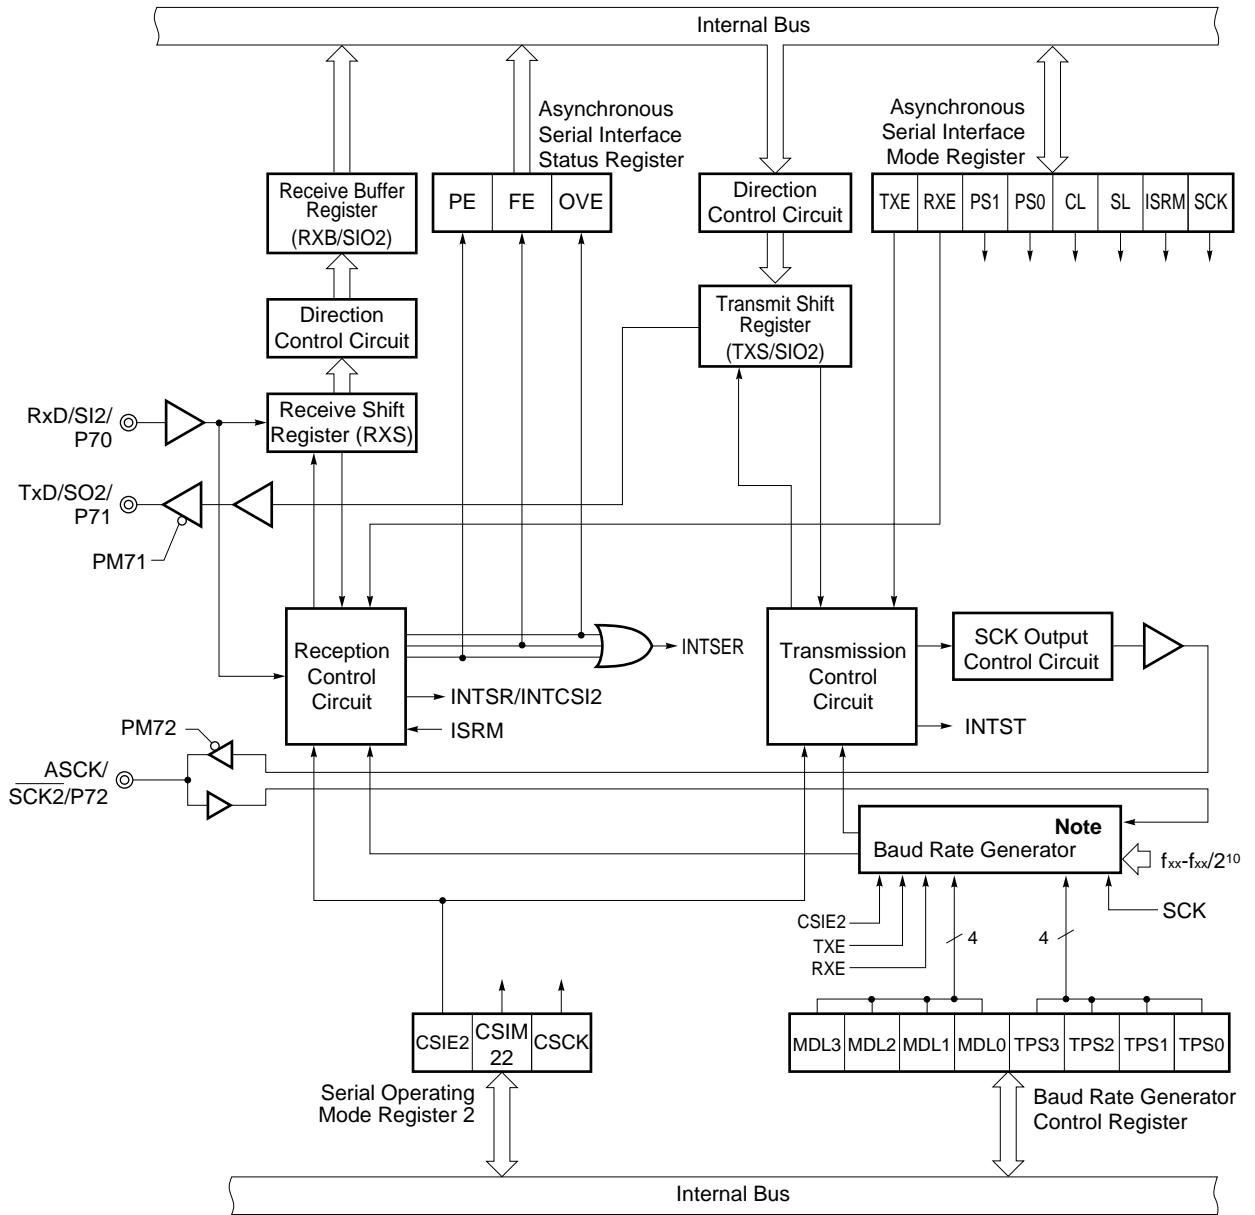 Internal Bus
Asynchronous
Serial Interface
Status Register
Asynchronous
Serial Interface
Mode Register
Receive Buffer
Register
(RXB/SIO2)
PE FE OVE
Direction
Control Circuit
TXE RXE PS1 PS0 CL SL ISRM SCK
Direction
Control Circuit
Transmit Shift
Register
(TXS/SIO2)
RxD/SI2/
P70
Receive Shift
Register (RXS)
TxD/SO2/
P71
PM71
Reception
Control
Circuit
INTSER
INTSR/INTCSI2
ISRM
Transmission
Control
Circuit
SCK Output
Control Circuit
INTST
PM72
ASCK/
SCK2/P72
Note
Baud Rate Generator
fxx-fxx/2¹⁰
SCK
CSIE2
TXE
RXE
4
4
CSIE2 CSIM
22 CSCK
MDL3 MDL2 MDL1 MDL0 TPS3 TPS2 TPS1 TPS0
Serial Operating
Mode Register 2
Baud Rate Generator
Control Register
Internal Bus